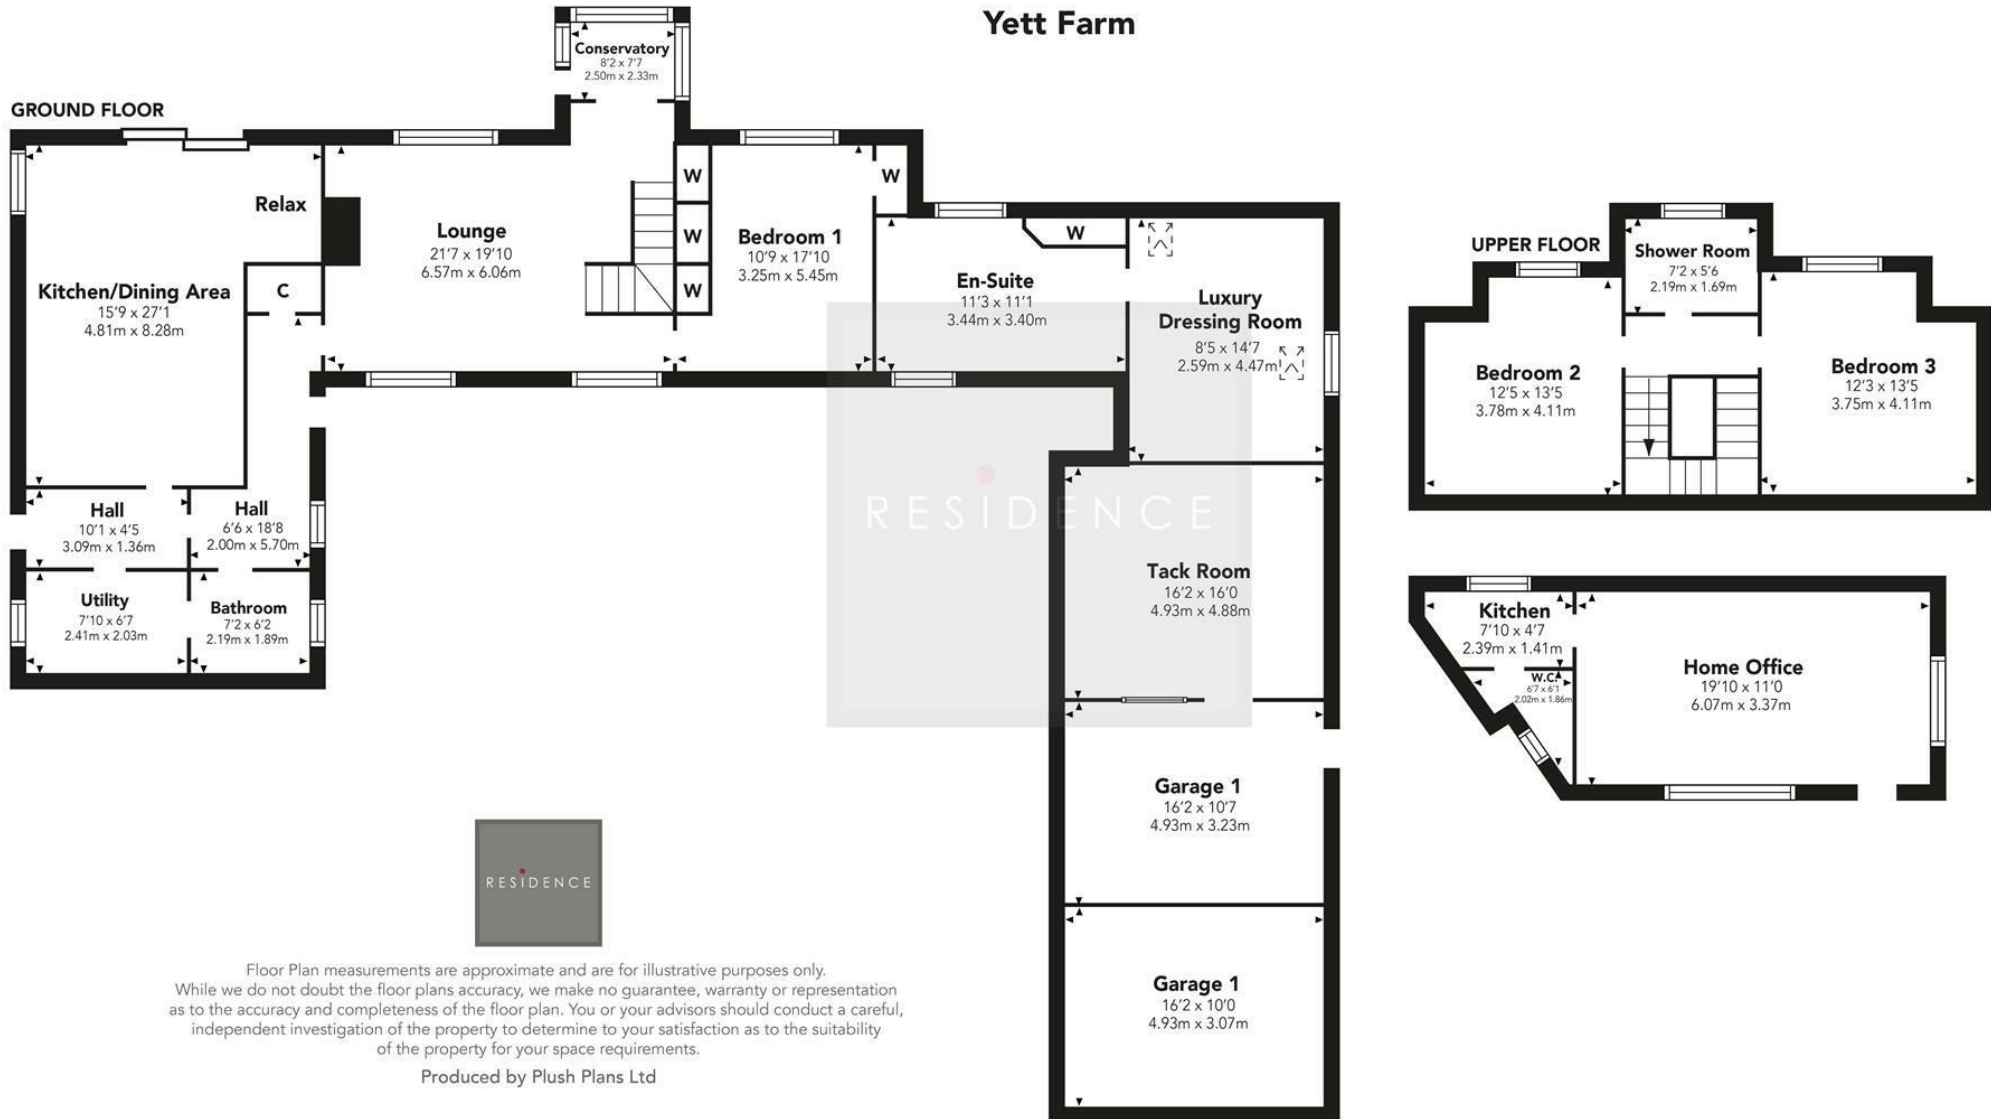 Yett Farm
GROUND FLOOR
Conservatory
8'2 x 7'7
2.50m x 2.33m
Relax
Kitchen/Dining Area
15'9 x 27'1
4.81m x 8.28m
C
Lounge
21'7 x 19'10
6.57m x 6.06m
W
W
W
Bedroom 1
10'9 x 17'10
3.25m x 5.45m
W
En-Suite
11'3 x 11'1
3.44m x 3.40m
W
Luxury
Dressing Room
8'5 x 14'7
2.59m x 4.47m
Hall
10'1 x 4'5
3.09m x 1.36m
Hall
6'6 x 18'8
2.00m x 5.70m
Utility
7'10 x 6'7
2.41m x 2.03m
Bathroom
7'2 x 6'2
2.19m x 1.89m
RESIDENCE
Tack Room
16'2 x 16'0
4.93m x 4.88m
Garage 1
16'2 x 10'7
4.93m x 3.23m
Garage 1
16'2 x 10'0
4.93m x 3.07m
UPPER FLOOR
Shower Room
7'2 x 5'6
2.19m x 1.69m
Bedroom 2
12'5 x 13'5
3.78m x 4.11m
Bedroom 3
12'3 x 13'5
3.75m x 4.11m
Kitchen
7'10 x 4'7
2.39m x 1.41m
W.C.
6'7 x 6'1
2.02m x 1.86m
Home Office
19'10 x 11'0
6.07m x 3.37m
RESIDENCE
Floor Plan measurements are approximate and are for illustrative purposes only.
While we do not doubt the floor plans accuracy, we make no guarantee, warranty or representation
as to the accuracy and completeness of the floor plan. You or your advisors should conduct a careful,
independent investigation of the property to determine to your satisfaction as to the suitability
of the property for your space requirements.
Produced by Plush Plans Ltd